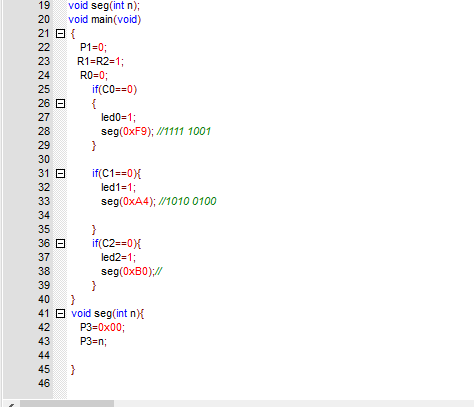 19 void seg(int n);
20 void main(void)
21 {
22 P1=0;
23 R1=R2=1;
24 R0=0;
25 if(C0==0)
26 {
27 led0=1;
28 seg(0xF9); //1111 1001
29 }
30
31 if(C1==0){
32 led1=1;
33 seg(0xA4); //1010 0100
34
35 }
36 if(C2==0){
37 led2=1;
38 seg(0xB0);//
39 }
40 }
41 void seg(int n){
42 P3=0x00;
43 P3=n;
44
45 }
46